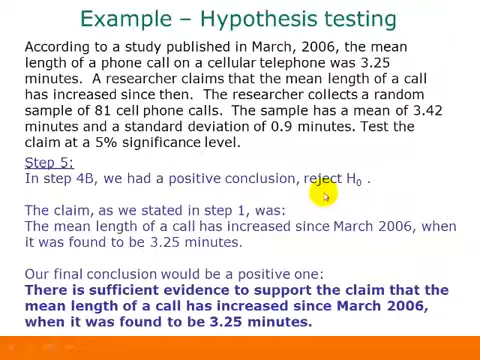 Example – Hypothesis testing
According to a study published in March, 2006, the mean
length of a phone call on a cellular telephone was 3.25
minutes. A researcher claims that the mean length of a call
has increased since then. The researcher collects a random
sample of 81 cell phone calls. The sample has a mean of 3.42
minutes and a standard deviation of 0.9 minutes. Test the
claim at a 5% significance level.
Step 5:
In step 4B, we had a positive conclusion, reject H₀ .
The claim, as we stated in step 1, was:
The mean length of a call has increased since March 2006, when
it was found to be 3.25 minutes.
Our final conclusion would be a positive one:
There is sufficient evidence to support the claim that the
mean length of a call has increased since March 2006,
when it was found to be 3.25 minutes.